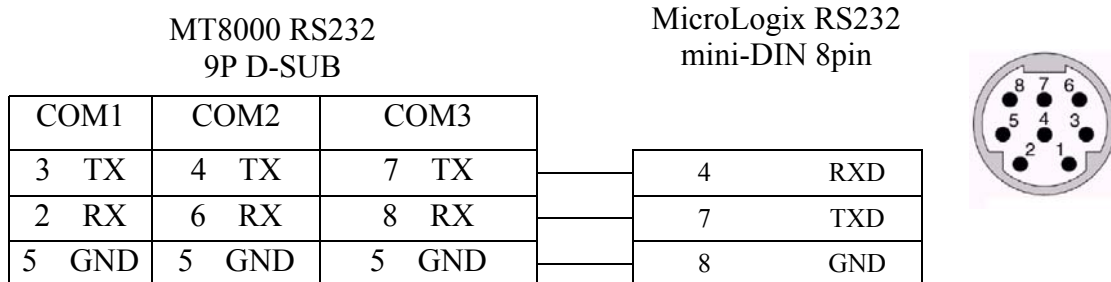 MT8000 RS232
9P D-SUB
MicroLogix RS232
mini-DIN 8pin
COM1 COM2 COM3
3 TX 4 TX 7 TX 4 RXD
2 RX 6 RX 8 RX 7 TXD
5 GND 5 GND 5 GND 8 GND
8 7 6
5 4 3
2 1